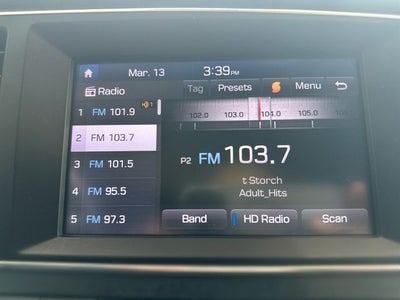 Mar. 13
3:39PM
Radio
Tag
Presets
Menu
1 FM 101.9 1
2 FM 103.7
3 FM 101.5
4 FM 95.5
5 FM 97.3
102.0 103.0 104.0 105.0
P2 FM 103.7
t Storch
Adult_Hits
Band
HD Radio
Scan